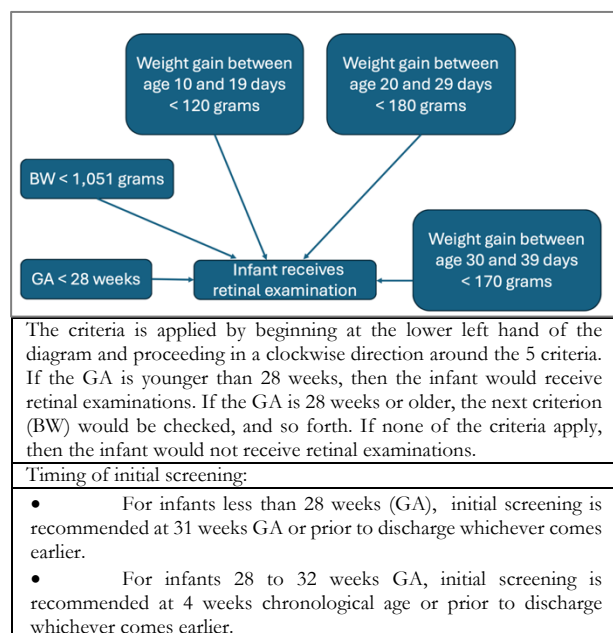 Weight gain between
age 10 and 19 days
< 120 grams
Weight gain between
age 20 and 29 days
< 180 grams
BW < 1,051 grams
GA < 28 weeks
Infant receives
retinal examination
Weight gain between
age 30 and 39 days
< 170 grams
The criteria is applied by beginning at the lower left hand of the
diagram and proceeding in a clockwise direction around the 5 criteria.
If the GA is younger than 28 weeks, then the infant would receive
retinal examinations. If the GA is 28 weeks or older, the next criterion
(BW) would be checked, and so forth. If none of the criteria apply,
then the infant would not receive retinal examinations.
Timing of initial screening:
• For infants less than 28 weeks (GA), initial screening is
recommended at 31 weeks GA or prior to discharge whichever comes
earlier.
• For infants 28 to 32 weeks GA, initial screening is
recommended at 4 weeks chronological age or prior to discharge
whichever comes earlier.